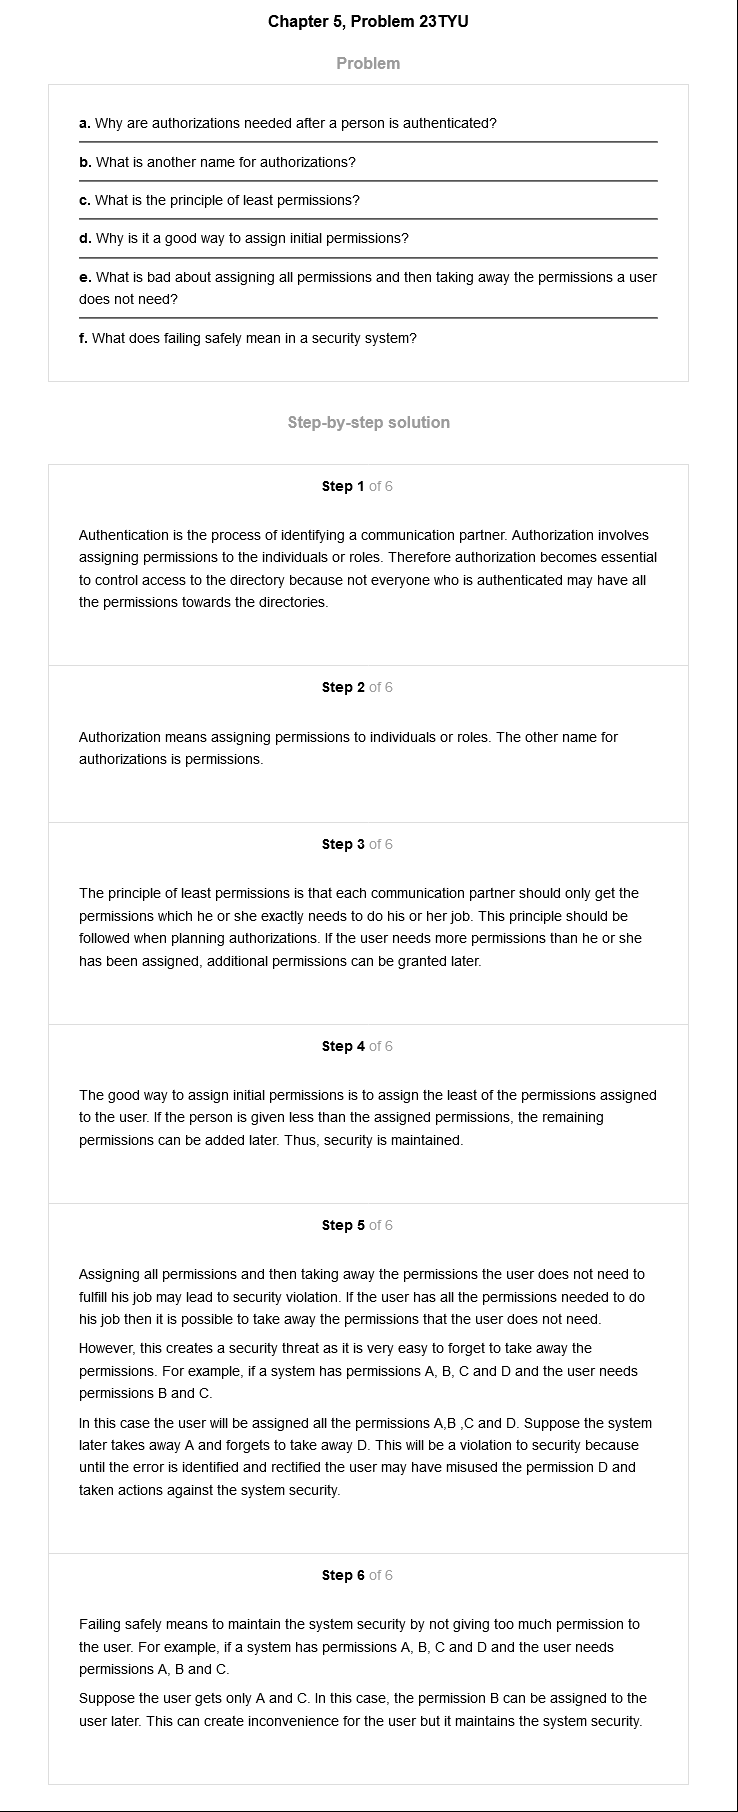 Chapter 5, Problem 23TYU
Problem
a. Why are authorizations needed after a person is authenticated?
b. What is another name for authorizations?
c. What is the principle of least permissions?
d. Why is it a good way to assign initial permissions?
e. What is bad about assigning all permissions and then taking away the permissions a user
does not need?
f. What does failing safely mean in a security system?
Step-by-step solution
Step 1 of 6
Authentication is the process of identifying a communication partner. Authorization involves
assigning permissions to the individuals or roles. Therefore authorization becomes essential
to control access to the directory because not everyone who is authenticated may have all
the permissions towards the directories.
Step 2 of 6
Authorization means assigning permissions to individuals or roles. The other name for
authorizations is permissions.
Step 3 of 6
The principle of least permissions is that each communication partner should only get the
permissions which he or she exactly needs to do his or her job. This principle should be
followed when planning authorizations. If the user needs more permissions than he or she
has been assigned, additional permissions can be granted later.
Step 4 of 6
The good way to assign initial permissions is to assign the least of the permissions assigned
to the user. If the person is given less than the assigned permissions, the remaining
permissions can be added later. Thus, security is maintained.
Step 5 of 6
Assigning all permissions and then taking away the permissions the user does not need to
fulfill his job may lead to security violation. If the user has all the permissions needed to do
his job then it is possible to take away the permissions that the user does not need.
However, this creates a security threat as it is very easy to forget to take away the
permissions. For example, if a system has permissions A, B, C and D and the user needs
permissions B and C.
In this case the user will be assigned all the permissions A,B ,C and D. Suppose the system
later takes away A and forgets to take away D. This will be a violation to security because
until the error is identified and rectified the user may have misused the permission D and
taken actions against the system security.
Step 6 of 6
Failing safely means to maintain the system security by not giving too much permission to
the user. For example, if a system has permissions A, B, C and D and the user needs
permissions A, B and C.
Suppose the user gets only A and C. In this case, the permission B can be assigned to the
user later. This can create inconvenience for the user but it maintains the system security.